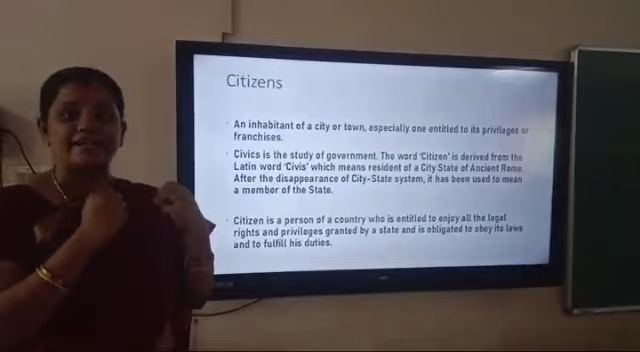 Citizens
An inhabitant of a city or town, especially one entitled to its privileges or
franchises.
Civics is the study of government. The word 'Citizen' is derived from the
Latin word 'Civis' which means resident of a City State of Ancient Rome.
After the disappearance of City-State system, it has been used to mean
a member of the State.
Citizen is a person of a country who is entitled to enjoy all the legal
rights and privileges granted by a state and is obligated to obey its laws
and to fulfill his duties.